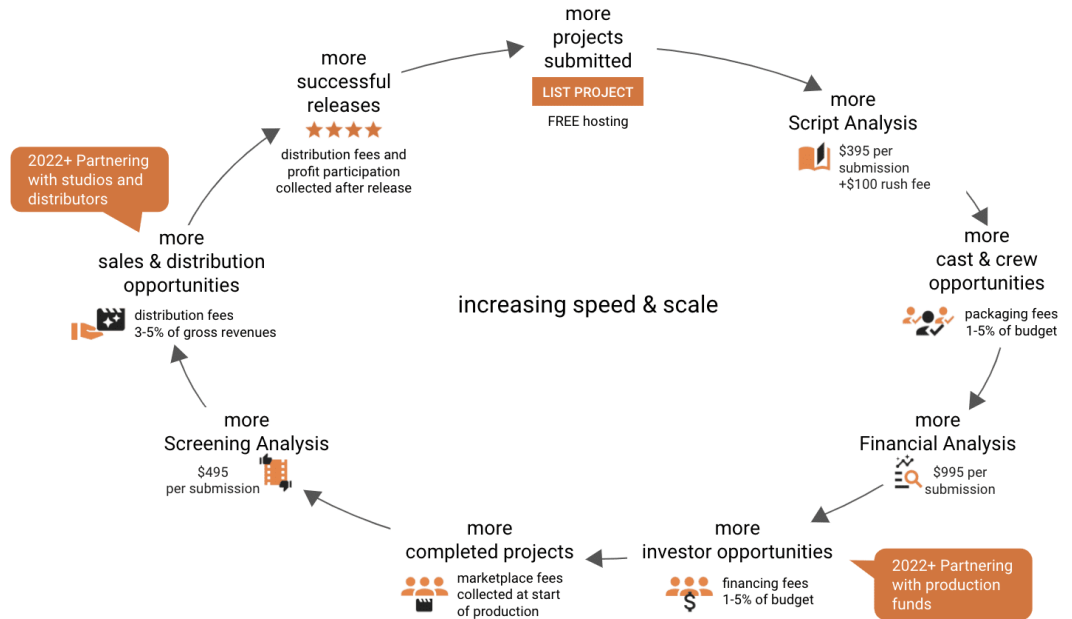 more
projects
submitted
LIST PROJECT
FREE hosting
more
Script Analysis
$395 per
submission
+$100 rush fee
more
cast & crew
opportunities
packaging fees
1-5% of budget
more
Financial Analysis
$995 per
submission
more
investor opportunities
financing fees
1-5% of budget
2022+ Partnering
with production
funds
more
completed projects
marketplace fees
collected at start
of production
more
Screening Analysis
$495
per submission
more
sales & distribution
opportunities
distribution fees
3-5% of gross revenues
2022+ Partnering
with studios and
distributors
more
successful
releases
distribution fees and
profit participation
collected after release
increasing speed & scale